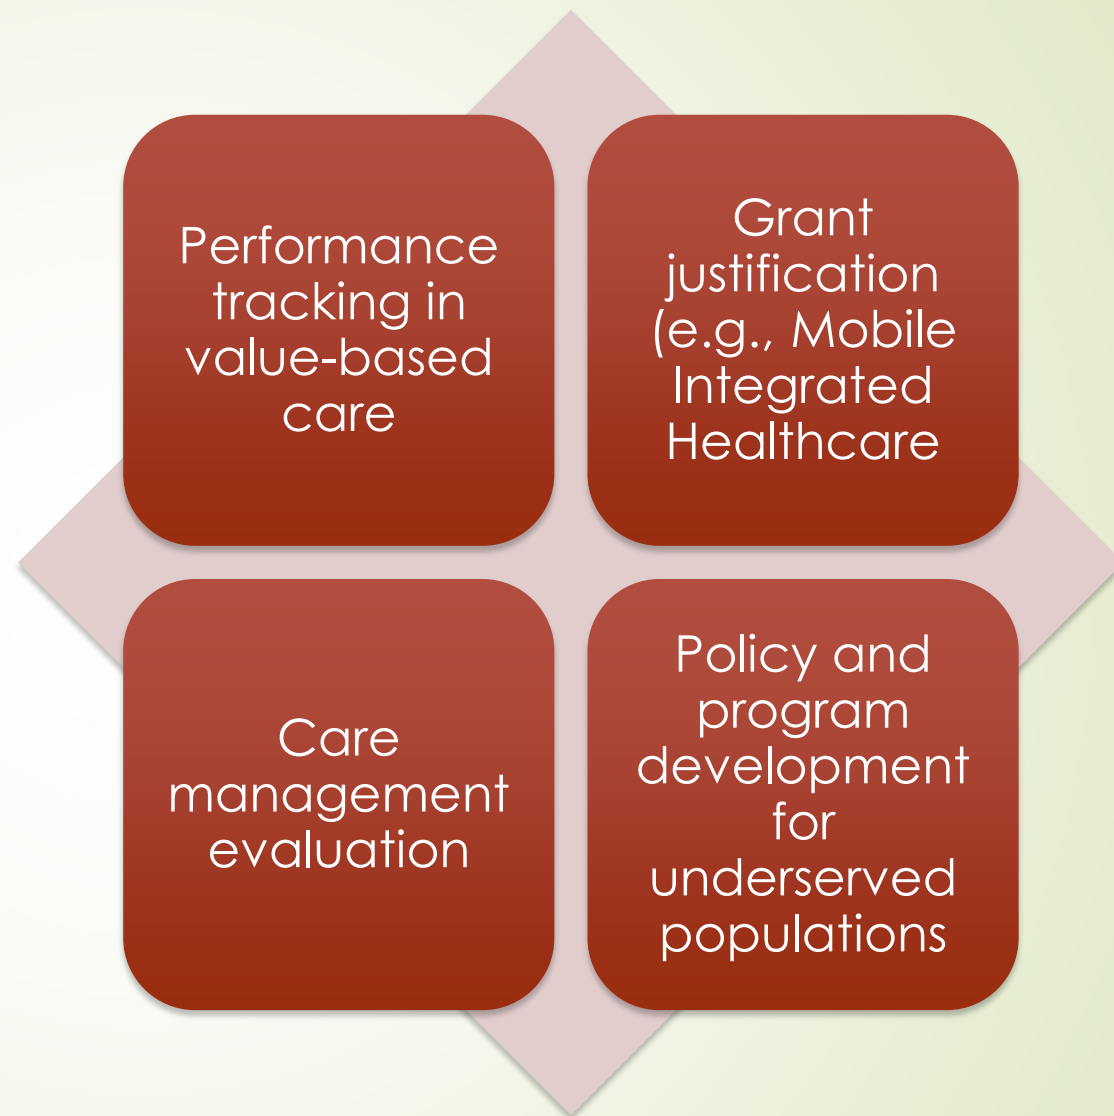 Performance
tracking in
value-based
care
Grant
justification
(e.g., Mobile
Integrated
Healthcare
Care
management
evaluation
Policy and
program
development
for
underserved
populations